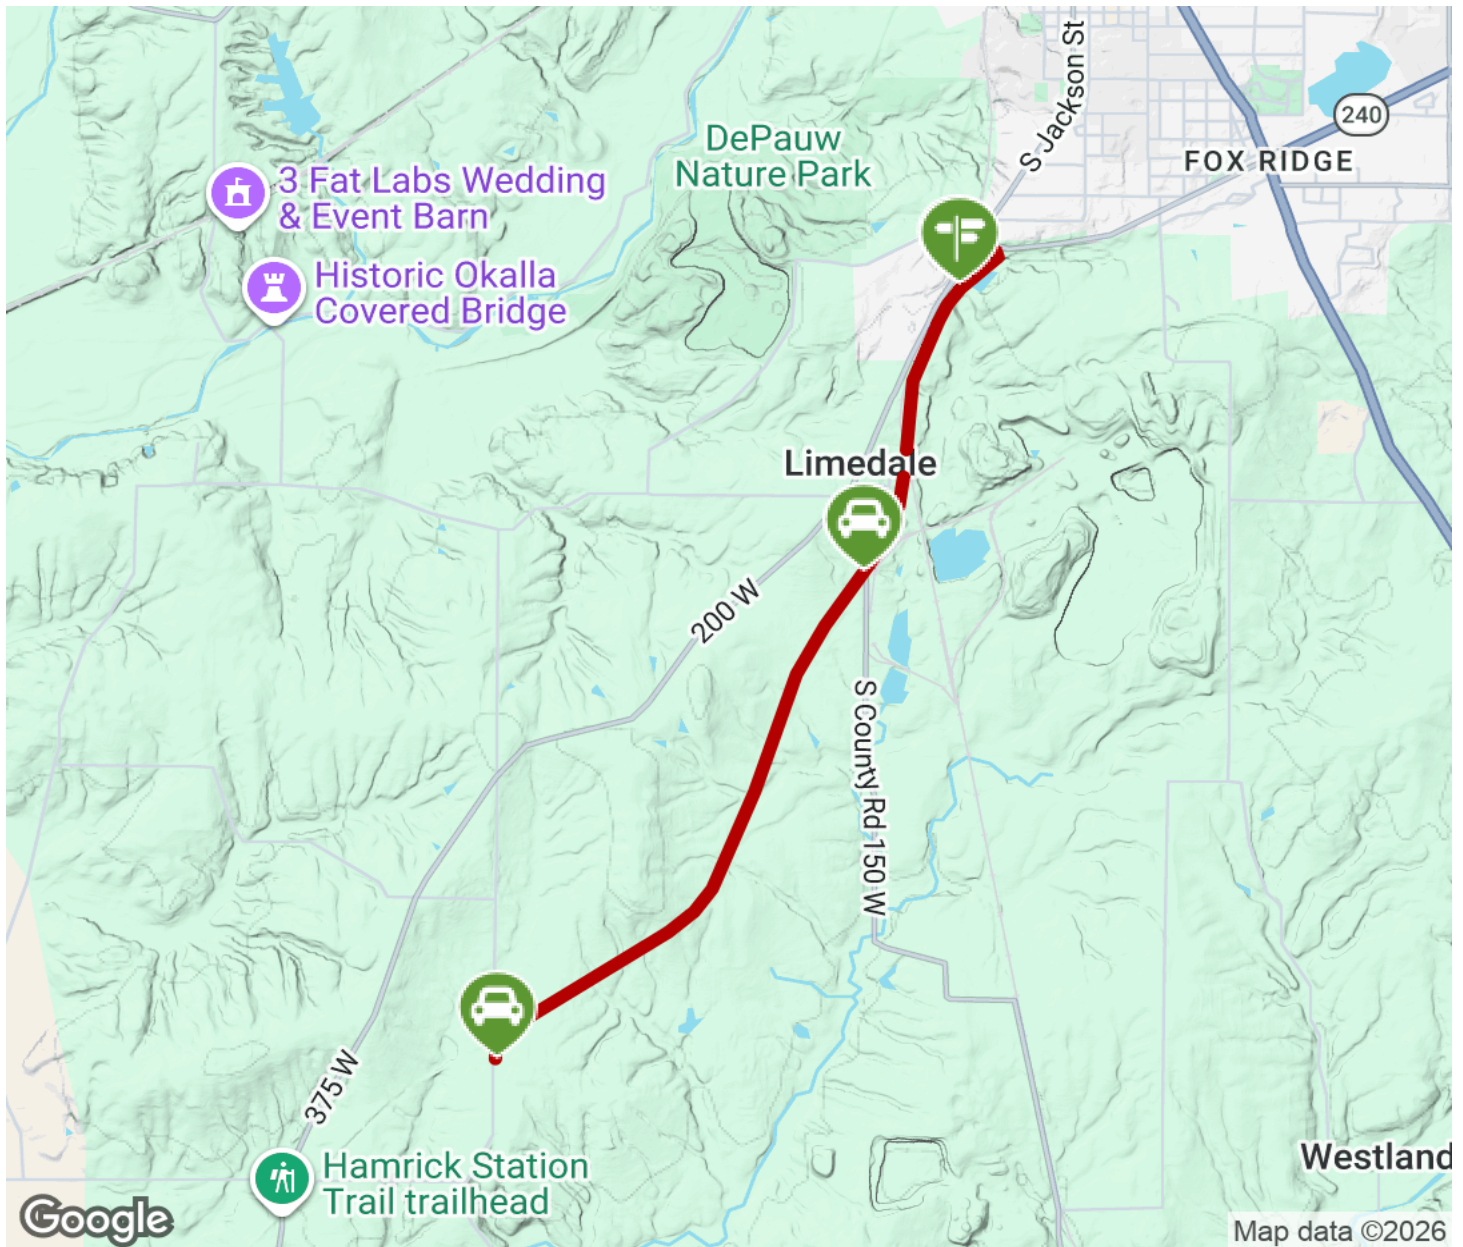 S Jackson St
240
DePauw
Nature Park
FOX RIDGE
3 Fat Labs Wedding
& Event Barn
Historic Okalla
Covered Bridge
Limedale
200 W
S County Rd 150 W
375 W
Hamrick Station
Trail trailhead
Westland
Google
Map data ©2026